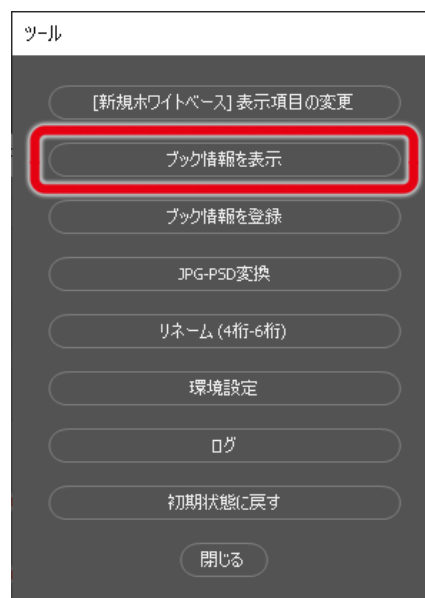 ツール
[新規ホワイトベース] 表示項目の変更
ブック情報を表示
ブック情報を登録
JPG-PSD変換
リネーム (4桁-6桁)
環境設定
ログ
初期状態に戻す
閉じる